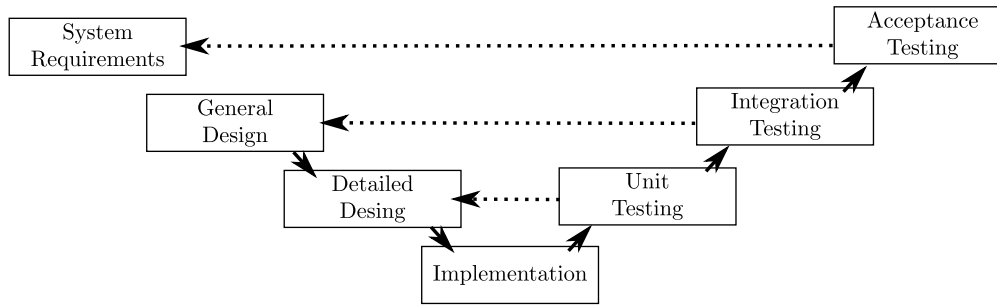 System
Requirements
Acceptance
Testing
General
Design
Integration
Testing
Detailed
Desing
Unit
Testing
Implementation